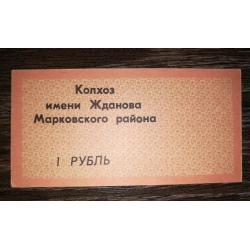 Колхоз
имени Жданова
Марковского района
1 РУБЛЬ